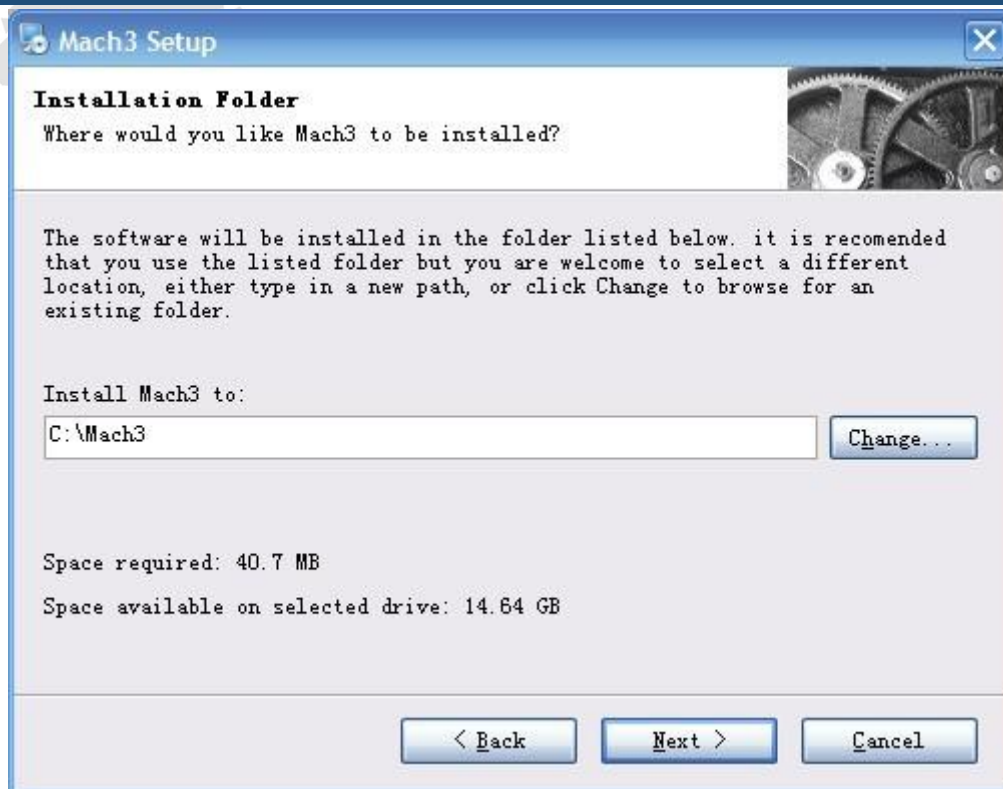 Mach3 Setup
Installation Folder
Where would you like Mach3 to be installed?
The software will be installed in the folder listed below. it is recomended
that you use the listed folder but you are welcome to select a different
location, either type in a new path, or click Change to browse for an
existing folder.
Install Mach3 to:
C:\Mach3
Change...
Space required: 40.7 MB
Space available on selected drive: 14.64 GB
< Back
Next >
Cancel